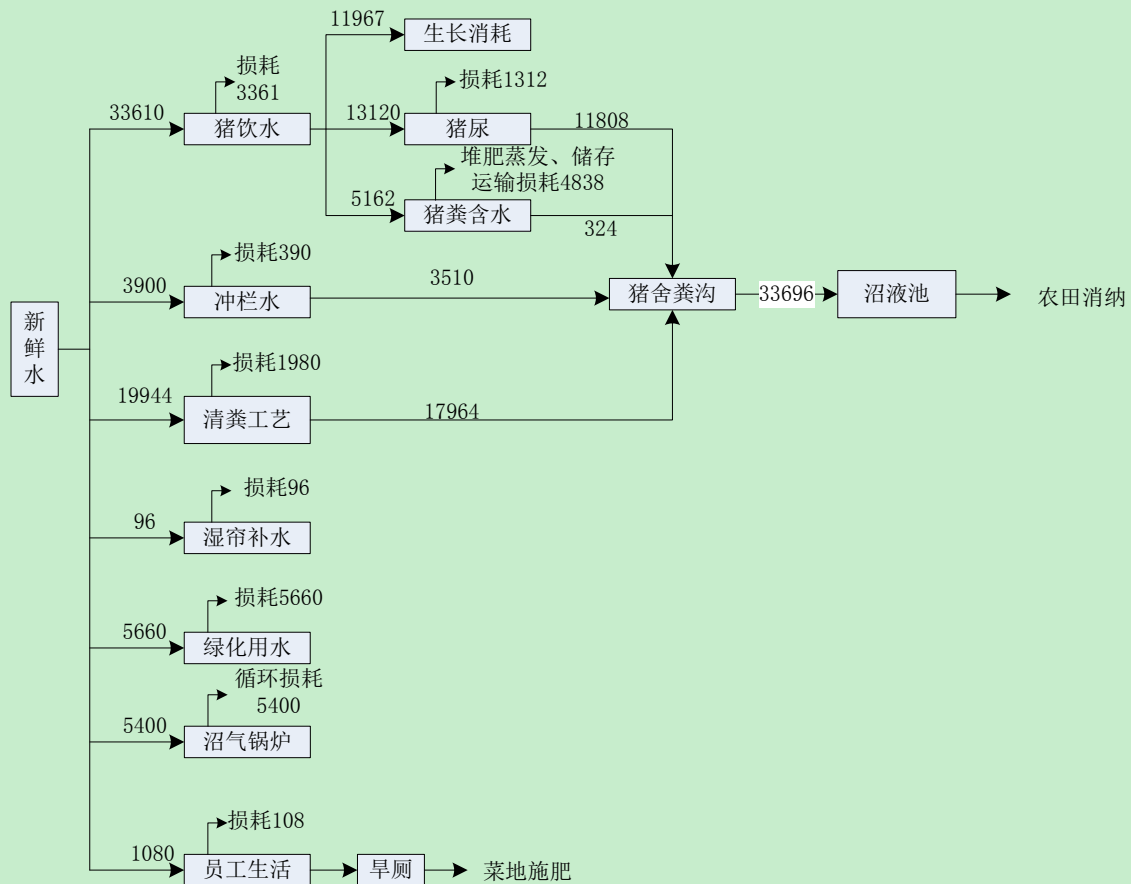 11967
生长消耗
损耗
3361
损耗1312
33610
猪饮水
13120
猪尿
11808
堆肥蒸发、储存
运输损耗4838
5162
猪粪含水
324
损耗390
3900
冲栏水
3510
猪舍粪沟
33696
沼液池
农田消纳
新
鲜
水
损耗1980
19944
清粪工艺
17964
损耗96
96
湿帘补水
损耗5660
5660
绿化用水
循环损耗
5400
5400
沼气锅炉
损耗108
1080
员工生活
旱厕
菜地施肥